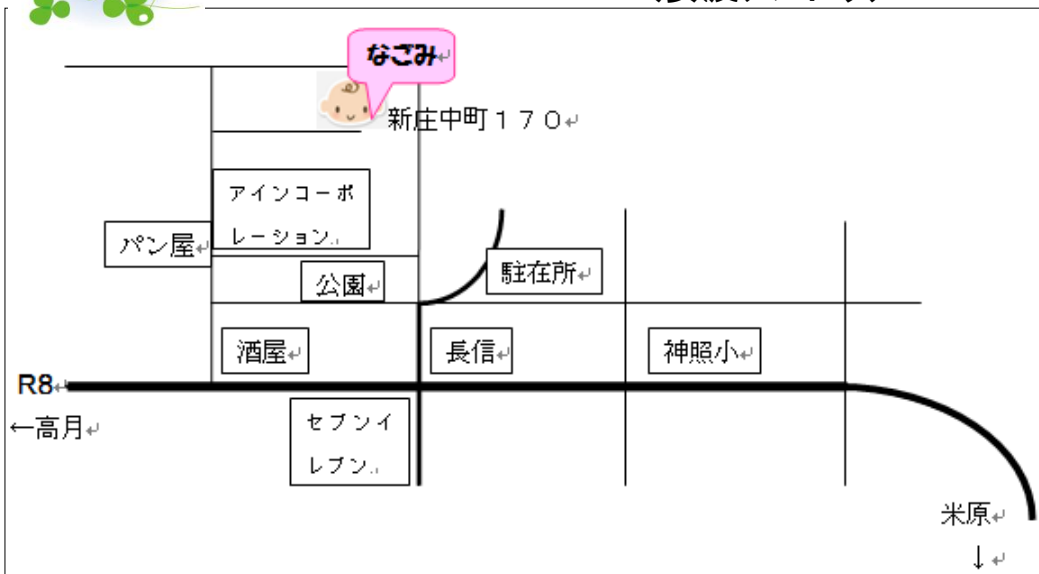 なごみ
新庄中町１７０
アインコーポ
レーション
パン屋
駐在所
公園
酒屋
長信
神照小
R8
←高月
セブンイ
レブン
米原
↓